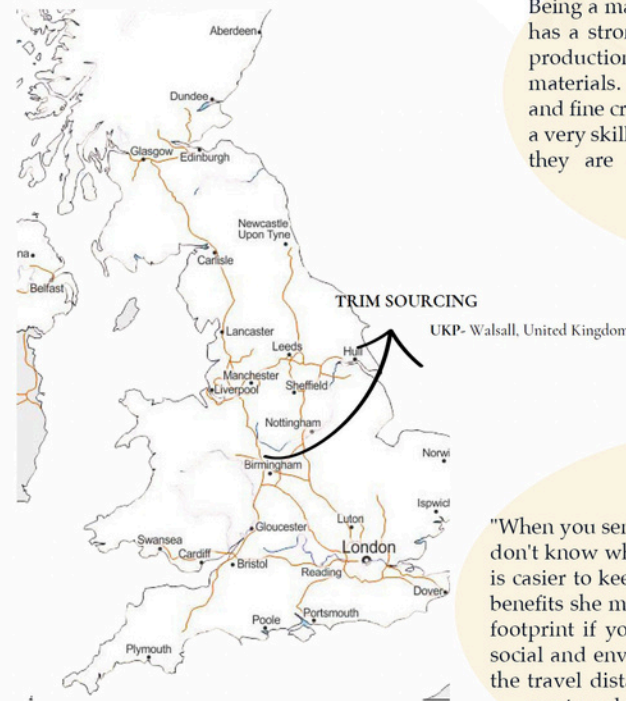 Being a ma
has a stron
production
materials.
and fine cr
a very skill
they are
Aberdeen
Dundee
Glasgow
Edinburgh
Newcastle
Upon Tyne
na
Carlisle
Belfast
TRIM SOURCING
UKP- Walsall, United Kingdom
Lancaster
Leeds
Hull
Manchester
Liverpool
Sheffield
Nottingham
Norwi
Birmingham
Ipswic
Gloucester
Luton
"When you sen
don't know wh
is easier to kee
benefits she m
footprint if yo
social and env
the travel dist
Swansea
Cardiff
London
Bristol
Reading
Dover
Poole
Portsmouth
Plymouth